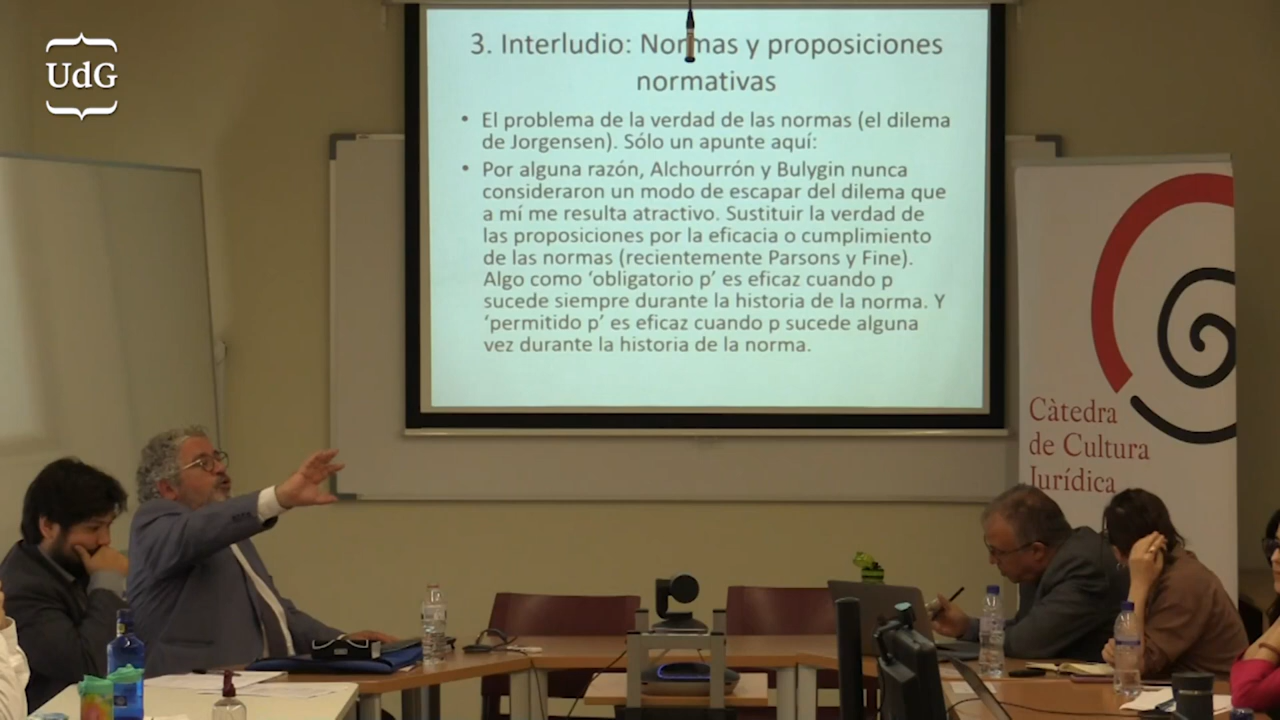 UdG
3. Interludio: Normas y proposiciones
normativas
• El problema de la verdad de las normas (el dilema
de Jorgensen). Sólo un apunte aquí:
• Por alguna razón, Alchourrón y Bulygin nunca
consideraron un modo de escapar del dilema que
a mí me resulta atractivo. Sustituir la verdad de
las proposiciones por la eficacia o cumplimiento
de las normas (recientemente Parsons y Fine).
Algo como ‘obligatorio p’ es eficaz cuando p
sucede siempre durante la historia de la norma. Y
‘permitido p’ es eficaz cuando p sucede alguna
vez durante la historia de la norma.
Càtedra
de Cultura
Jurídica